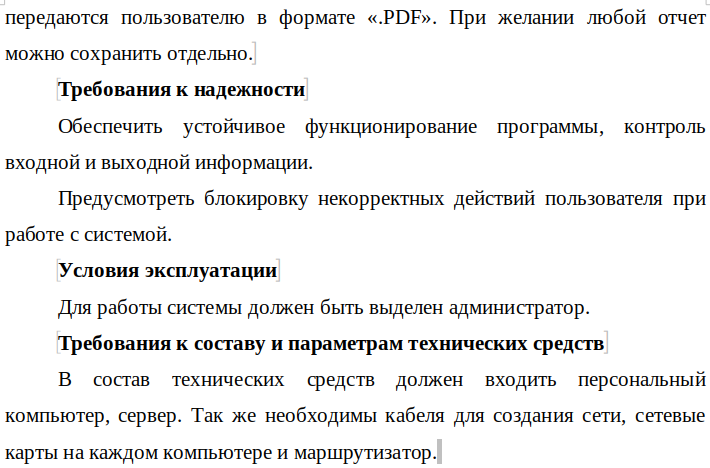 передаются пользователю в формате «.PDF». При желании любой отчет
можно сохранить отдельно.
Требования к надежности
Обеспечить устойчивое функционирование программы, контроль
входной и выходной информации.
Предусмотреть блокировку некорректных действий пользователя при
работе с системой.
Условия эксплуатации
Для работы системы должен быть выделен администратор.
Требования к составу и параметрам технических средств
В состав технических средств должен входить персональный
компьютер, сервер. Так же необходимы кабеля для создания сети, сетевые
карты на каждом компьютере и маршрутизатор.